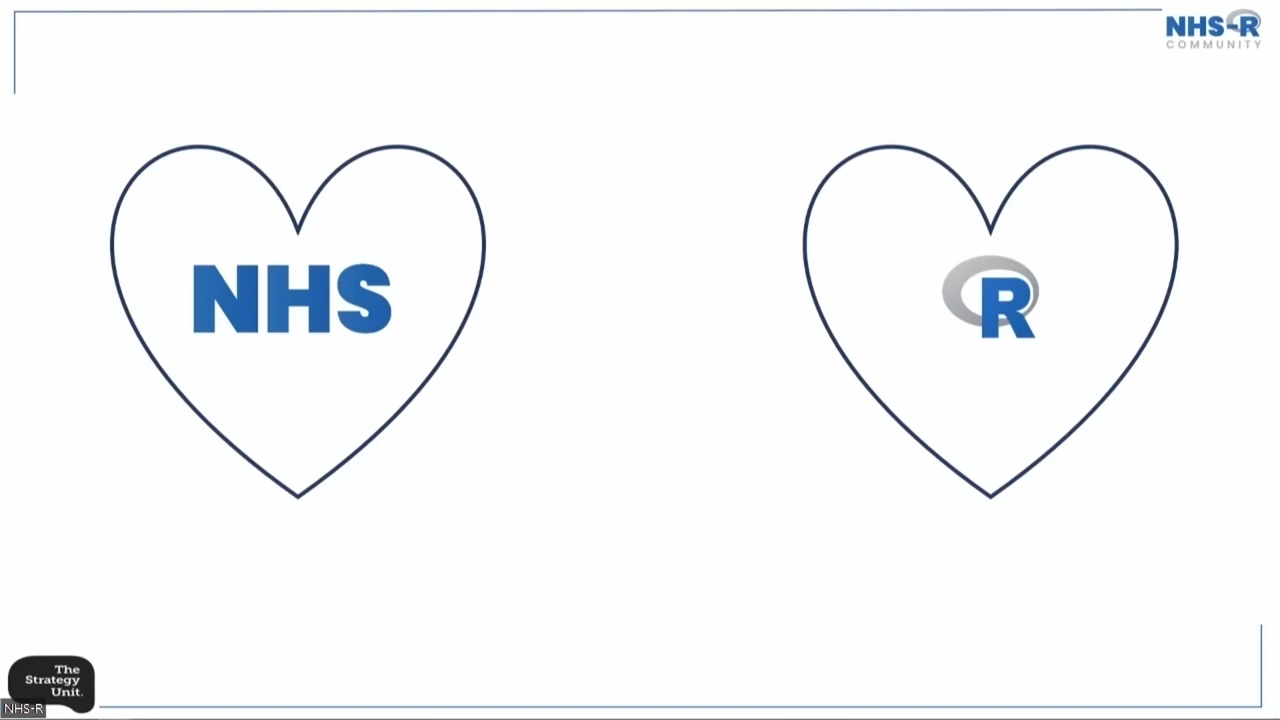 NHS-R
COMMUNITY
NHS
R
The
Strategy
Unit.
NHS-R